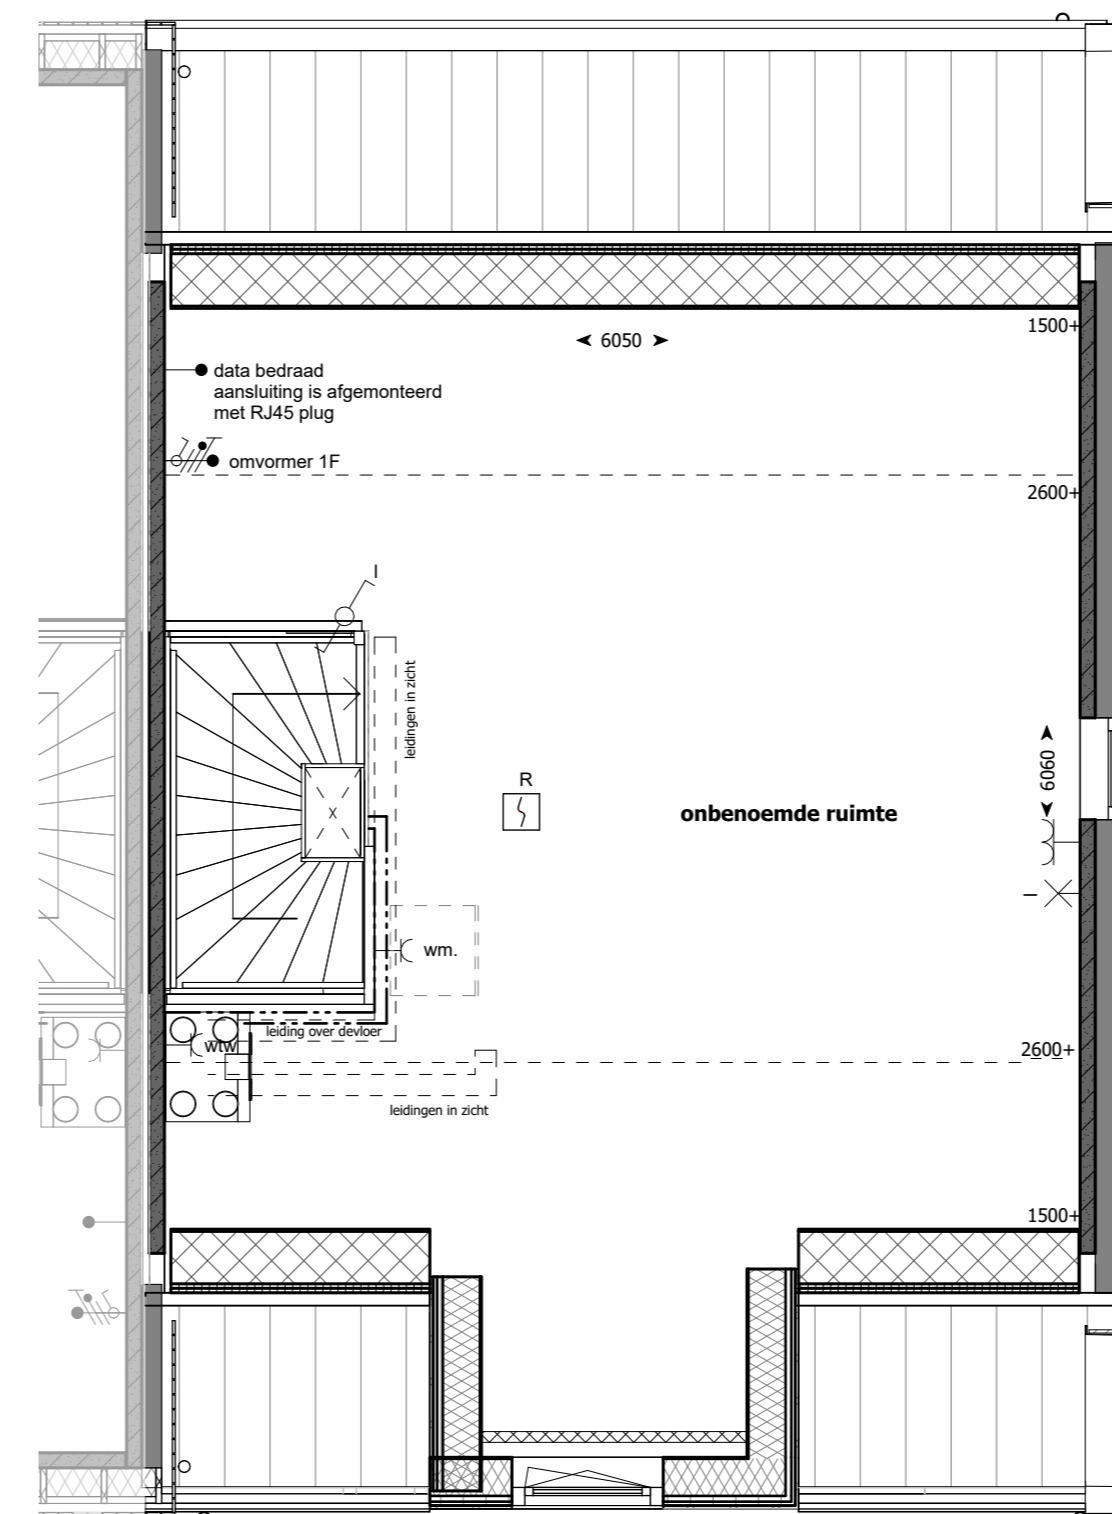 1500+
6050
data bedraad
aansluiting is afgemonteerd
met RJ45 plug
omvormer 1F
2600+
leidingen in zicht
6060
R
onbenoemde ruimte
wm.
leiding over devloer
wtw
2600+
leidingen in zicht
1500+